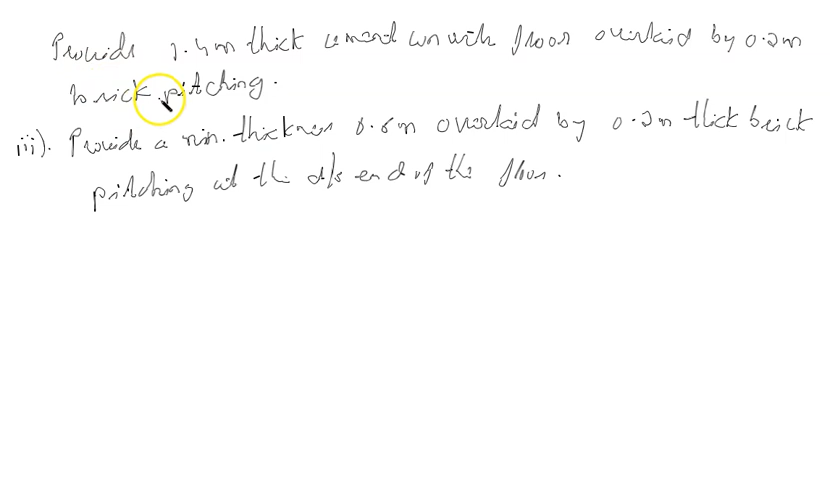 Provide 1.4m thick cement concrete floor overlaid by 0.2m
brick pitching.
iii). Provide a min. thickness 0.6m overlaid by 0.2m thick brick
pitching at the d/s end of the floor.